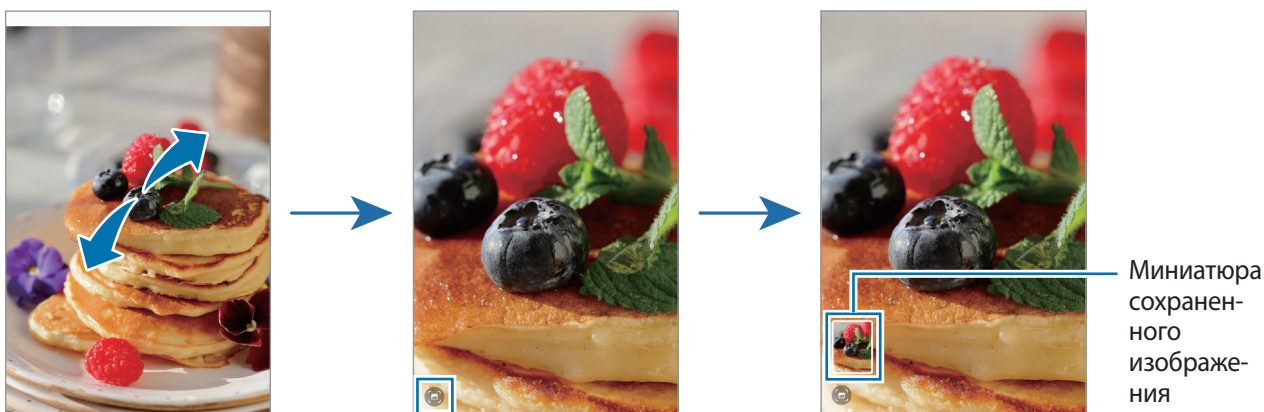 Миниатюра
сохранен-
ного
изображе-
ния